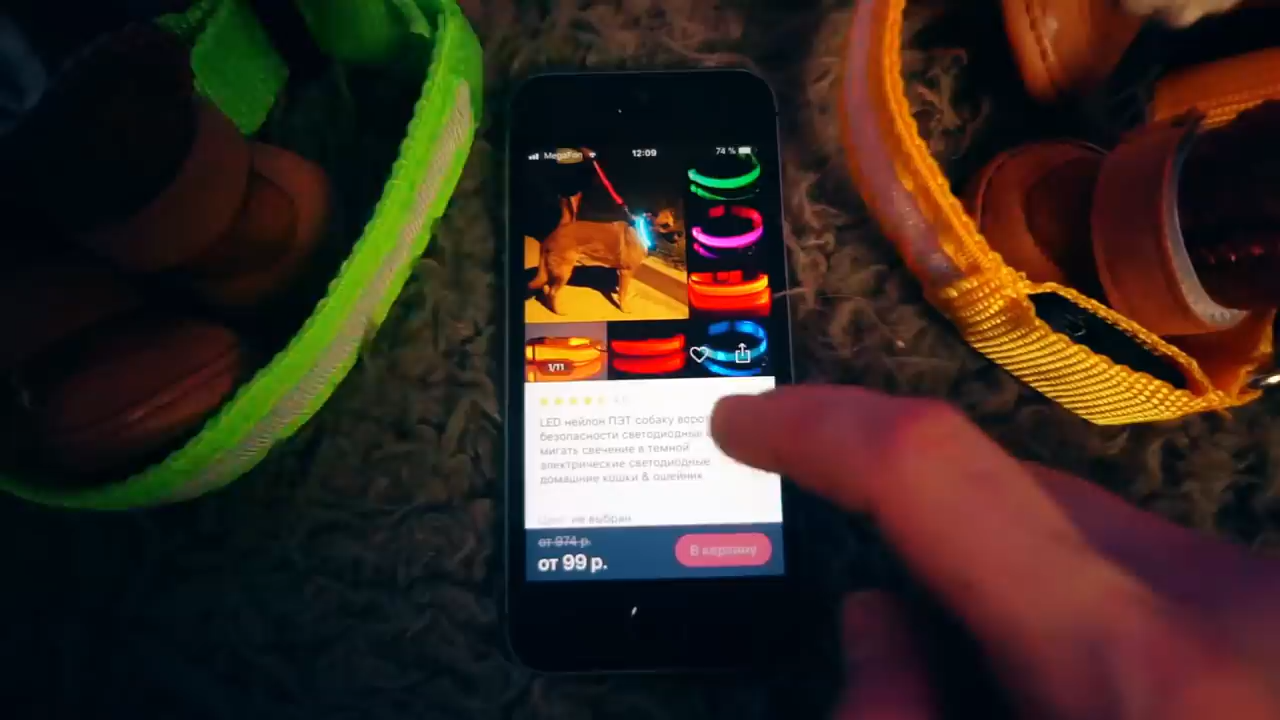 MegaFon 12:09 74 %
1/11
LED нейлон ПЭТ собаку ворот
безопасности светодиодный
мигать свечение в темной
электрические светодиодные
домашние кошки & ошейник
Цвет: не выбран
от 974 р.
от 99 р.
В корзину